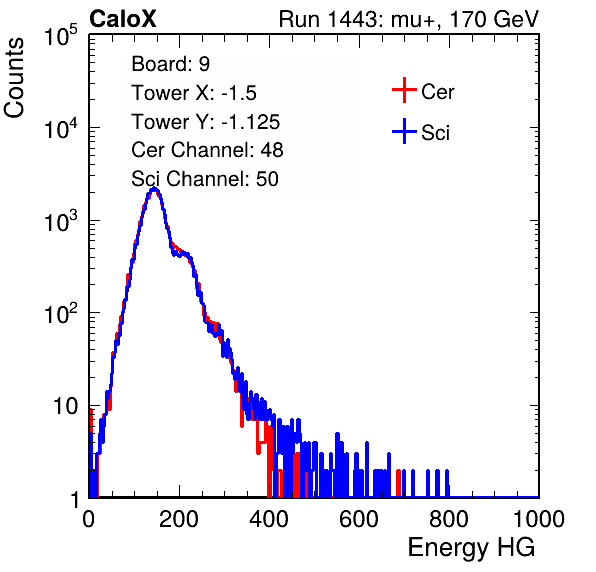 CaloX Run 1443: mu+, 170 GeV
Counts
Board: 9
Tower X: -1.5
Tower Y: -1.125
Cer Channel: 48
Sci Channel: 50
Cer
Sci
10^5
10^4
10^3
10^2
10
1
0 200 400 600 800 1000
Energy HG